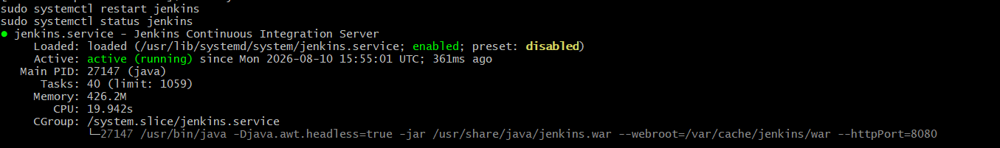 sudo systemctl restart jenkins
sudo systemctl status jenkins
● jenkins.service - Jenkins Continuous Integration Server
Loaded: loaded (/usr/lib/systemd/system/jenkins.service; enabled; preset: disabled)
Active: active (running) since Mon 2026-08-10 15:55:01 UTC; 361ms ago
Main PID: 27147 (java)
Tasks: 40 (limit: 1059)
Memory: 426.2M
CPU: 19.942s
CGroup: /system.slice/jenkins.service
└─27147 /usr/bin/java -Djava.awt.headless=true -jar /usr/share/java/jenkins.war --webroot=/var/cache/jenkins/war --httpPort=8080